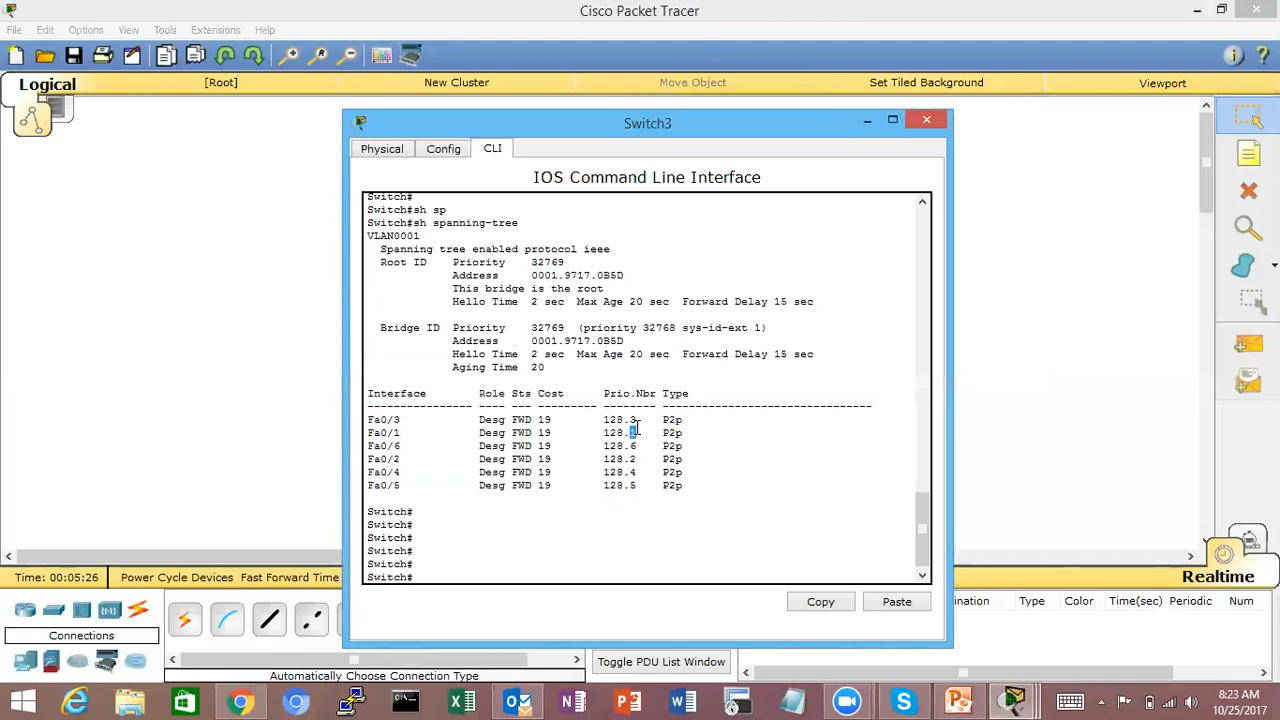 Cisco Packet Tracer
File Edit Options View Tools Extensions Help
Logical [Root] New Cluster Move Object Set Tiled Background Viewport
Switch3
Physical Config CLI
IOS Command Line Interface
Switch#
Switch#sh sp
Switch#sh spanning-tree
VLAN0001
Spanning tree enabled protocol ieee
Root ID Priority 32769
Address 0001.9717.0B5D
This bridge is the root
Hello Time 2 sec Max Age 20 sec Forward Delay 15 sec
Bridge ID Priority 32769 (priority 32768 sys-id-ext 1)
Address 0001.9717.0B5D
Hello Time 2 sec Max Age 20 sec Forward Delay 15 sec
Aging Time 20
Interface Role Sts Cost Prio.Nbr Type
---------------- ---- --- --------- -------- --------------------------------
Fa0/3 Desg FWD 19 128.3 P2p
Fa0/1 Desg FWD 19 128.1 P2p
Fa0/6 Desg FWD 19 128.6 P2p
Fa0/2 Desg FWD 19 128.2 P2p
Fa0/4 Desg FWD 19 128.4 P2p
Fa0/5 Desg FWD 19 128.5 P2p
Switch#
Switch#
Switch#
Switch#
Switch#
Switch#
Copy Paste
Time: 00:05:26 Power Cycle Devices Fast Forward Time
Realtime
Connections
ination Type Color Time(sec) Periodic Num
Automatically Choose Connection Type
Toggle PDU List Window
8:23 AM
10/25/2017